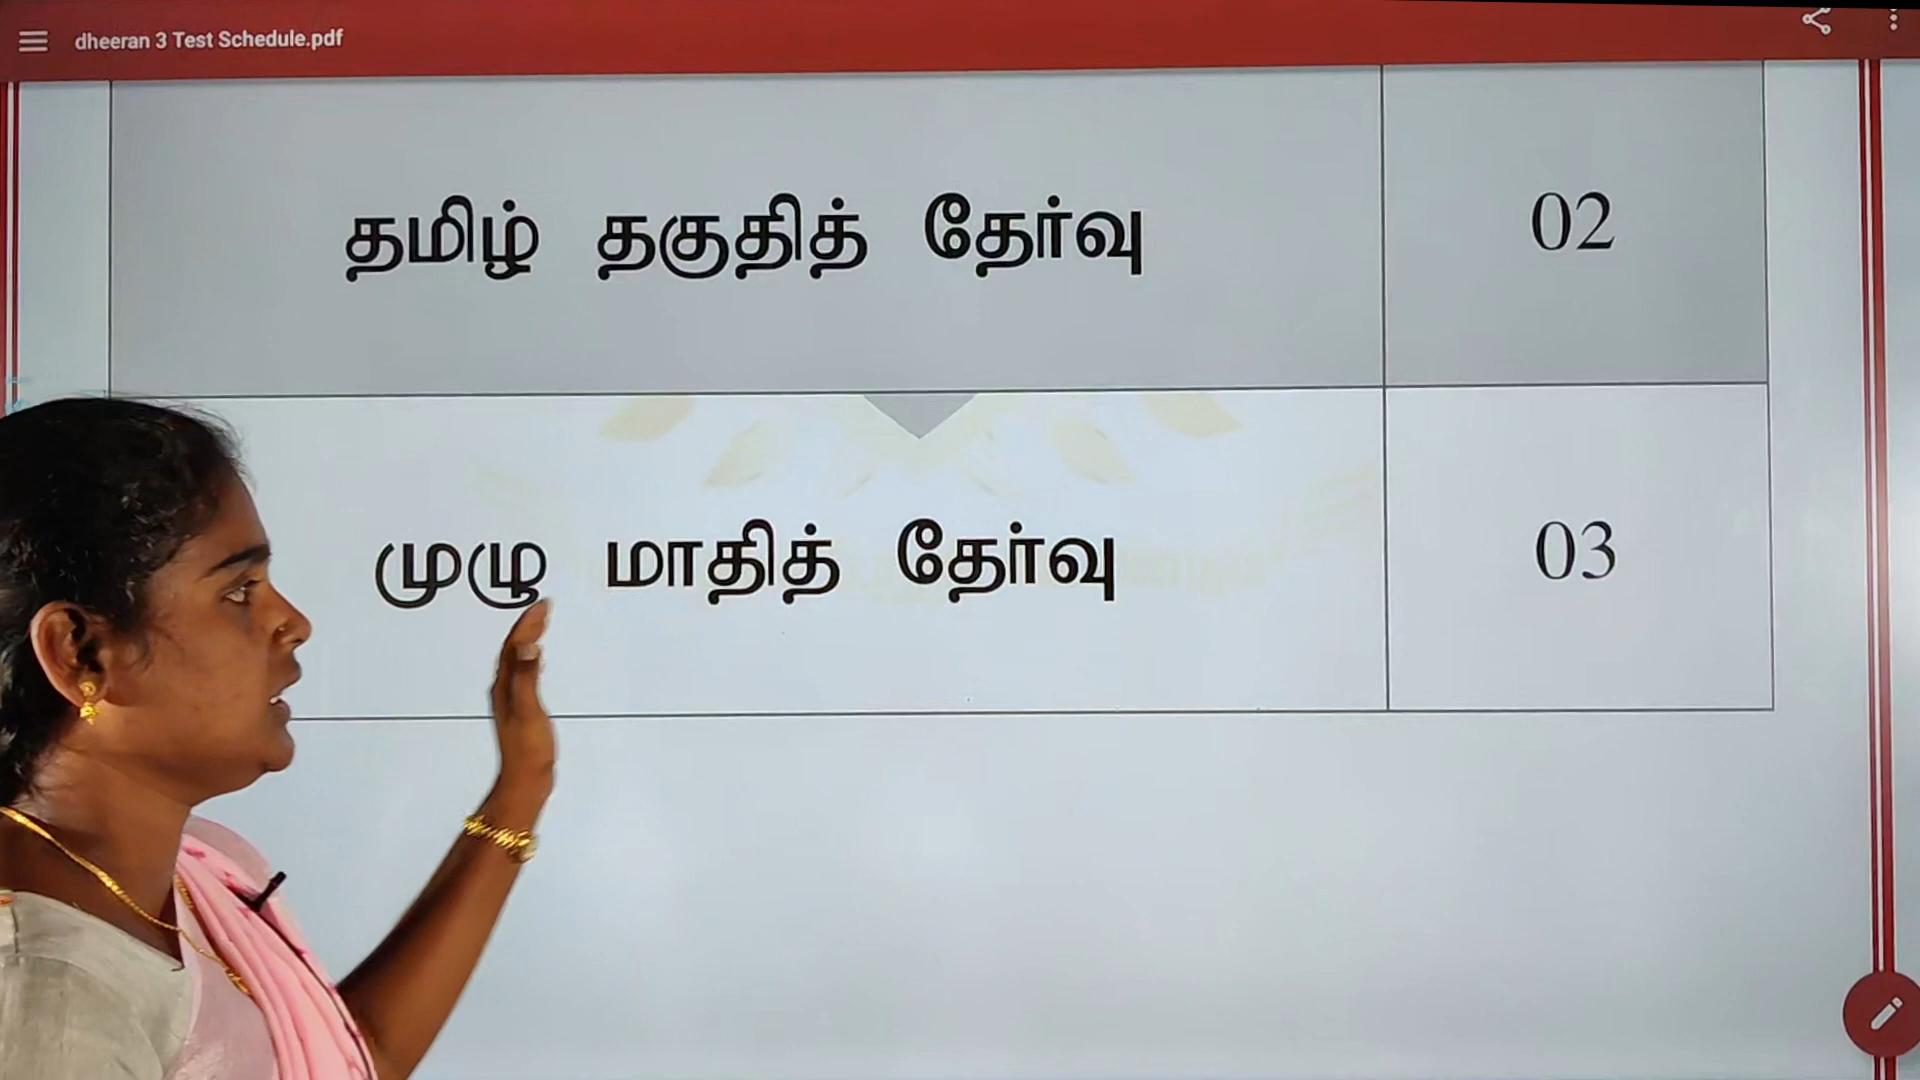 dheeran 3 Test Schedule.pdf
தமிழ் தகுதித் தேர்வு 02
முழு மாதித் தேர்வு 03